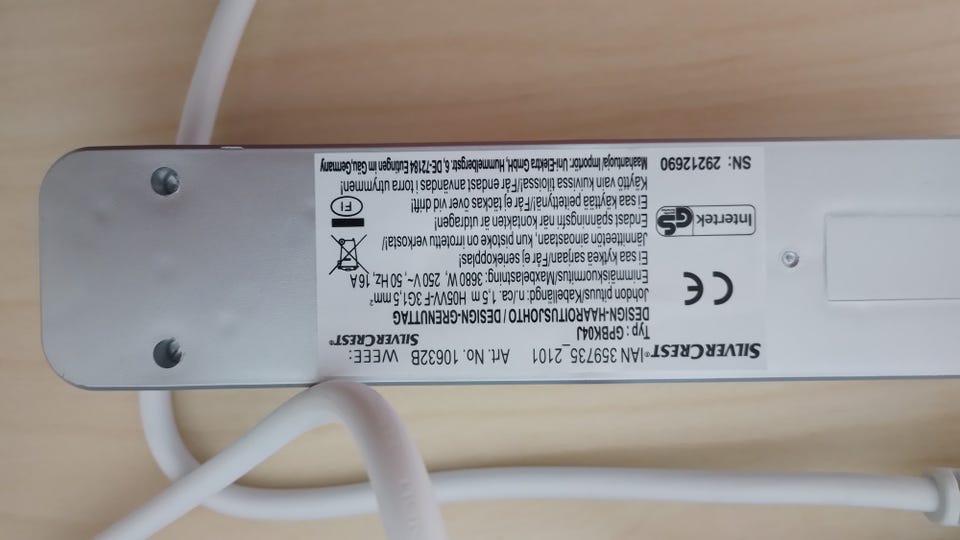 SILVERCREST® IAN 359735_2101 Art. No. 10632B WEEE:
Typ : GPBK04J SILVERCREST®
DESIGN-HAAROITUSJOHTO / DESIGN-GRENUTTAG
Johdon pituus/Kabellängd: n./ca. 1,5 m H05VV-F 3G1,5 mm²
Enimmäiskuormitus/Maxbelastning: 3680 W, 250 V~, 50 Hz, 16 A
Ei saa kytkeä sarjaan/Får ej seriekopplas!
Jännitteetön ainoastaan, kun pistoke on irrotettu verkosta!/
Endast spänningsfri när kontakten är utdragen!
Ei saa peittää peitettynä/Får ej täckas över vid drift!
Käyttö vain kuivissa tiloissa!/Får endast användas i torra utrymmen!
Maahantuoja/ Importör: Uni-Elektra GmbH, Hummelbergstr. 6, DE-72184 Eutingen im Gäu,Germany
CE
Intertek GS
SN: 29212690
FI